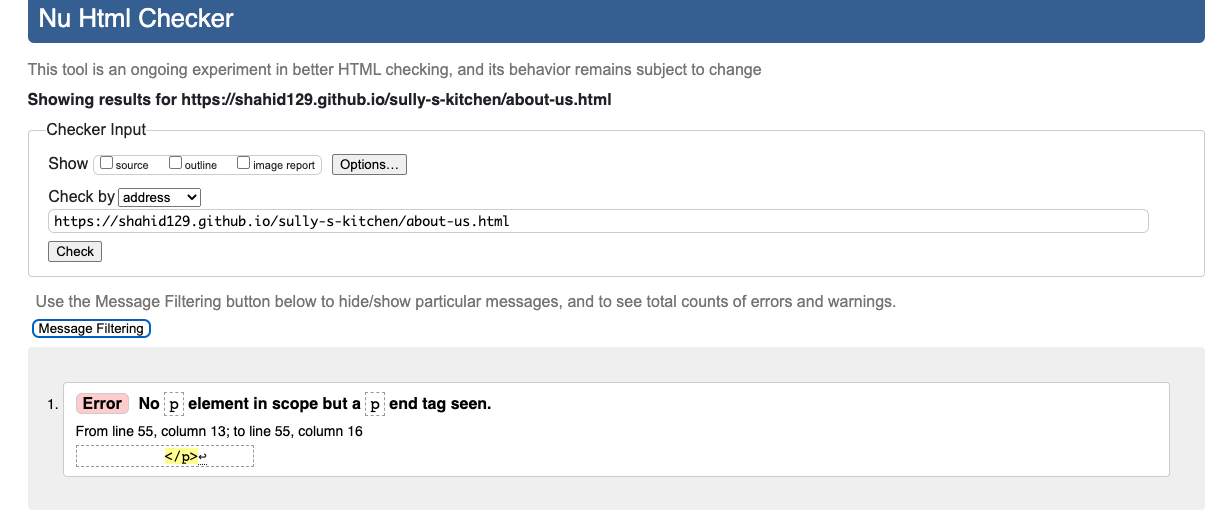 Nu Html Checker
This tool is an ongoing experiment in better HTML checking, and its behavior remains subject to change
Showing results for https://shahid129.github.io/sully-s-kitchen/about-us.html
Checker Input
Show source outline image report Options...
Check by address
https://shahid129.github.io/sully-s-kitchen/about-us.html
Check
Use the Message Filtering button below to hide/show particular messages, and to see total counts of errors and warnings.
Message Filtering
1. Error No p element in scope but a p end tag seen.
From line 55, column 13; to line 55, column 16
</p>↩